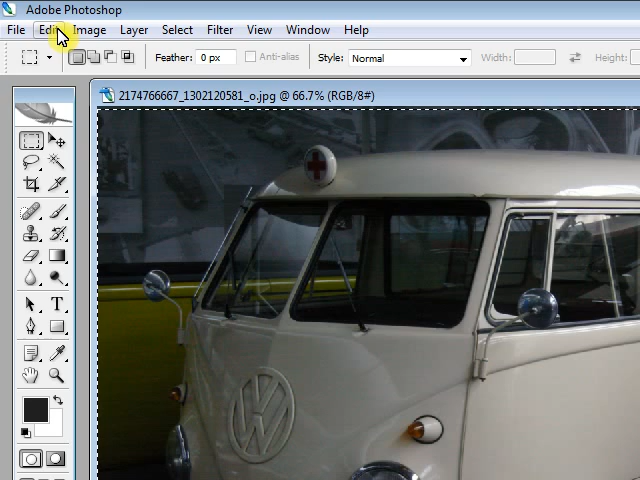 Adobe Photoshop
File Edit Image Layer Select Filter View Window Help
Feather: 0 px Anti-alias Style: Normal Width: Height:
2174766667_1302120581_o.jpg @ 66.7% (RGB/8#)
T
VW